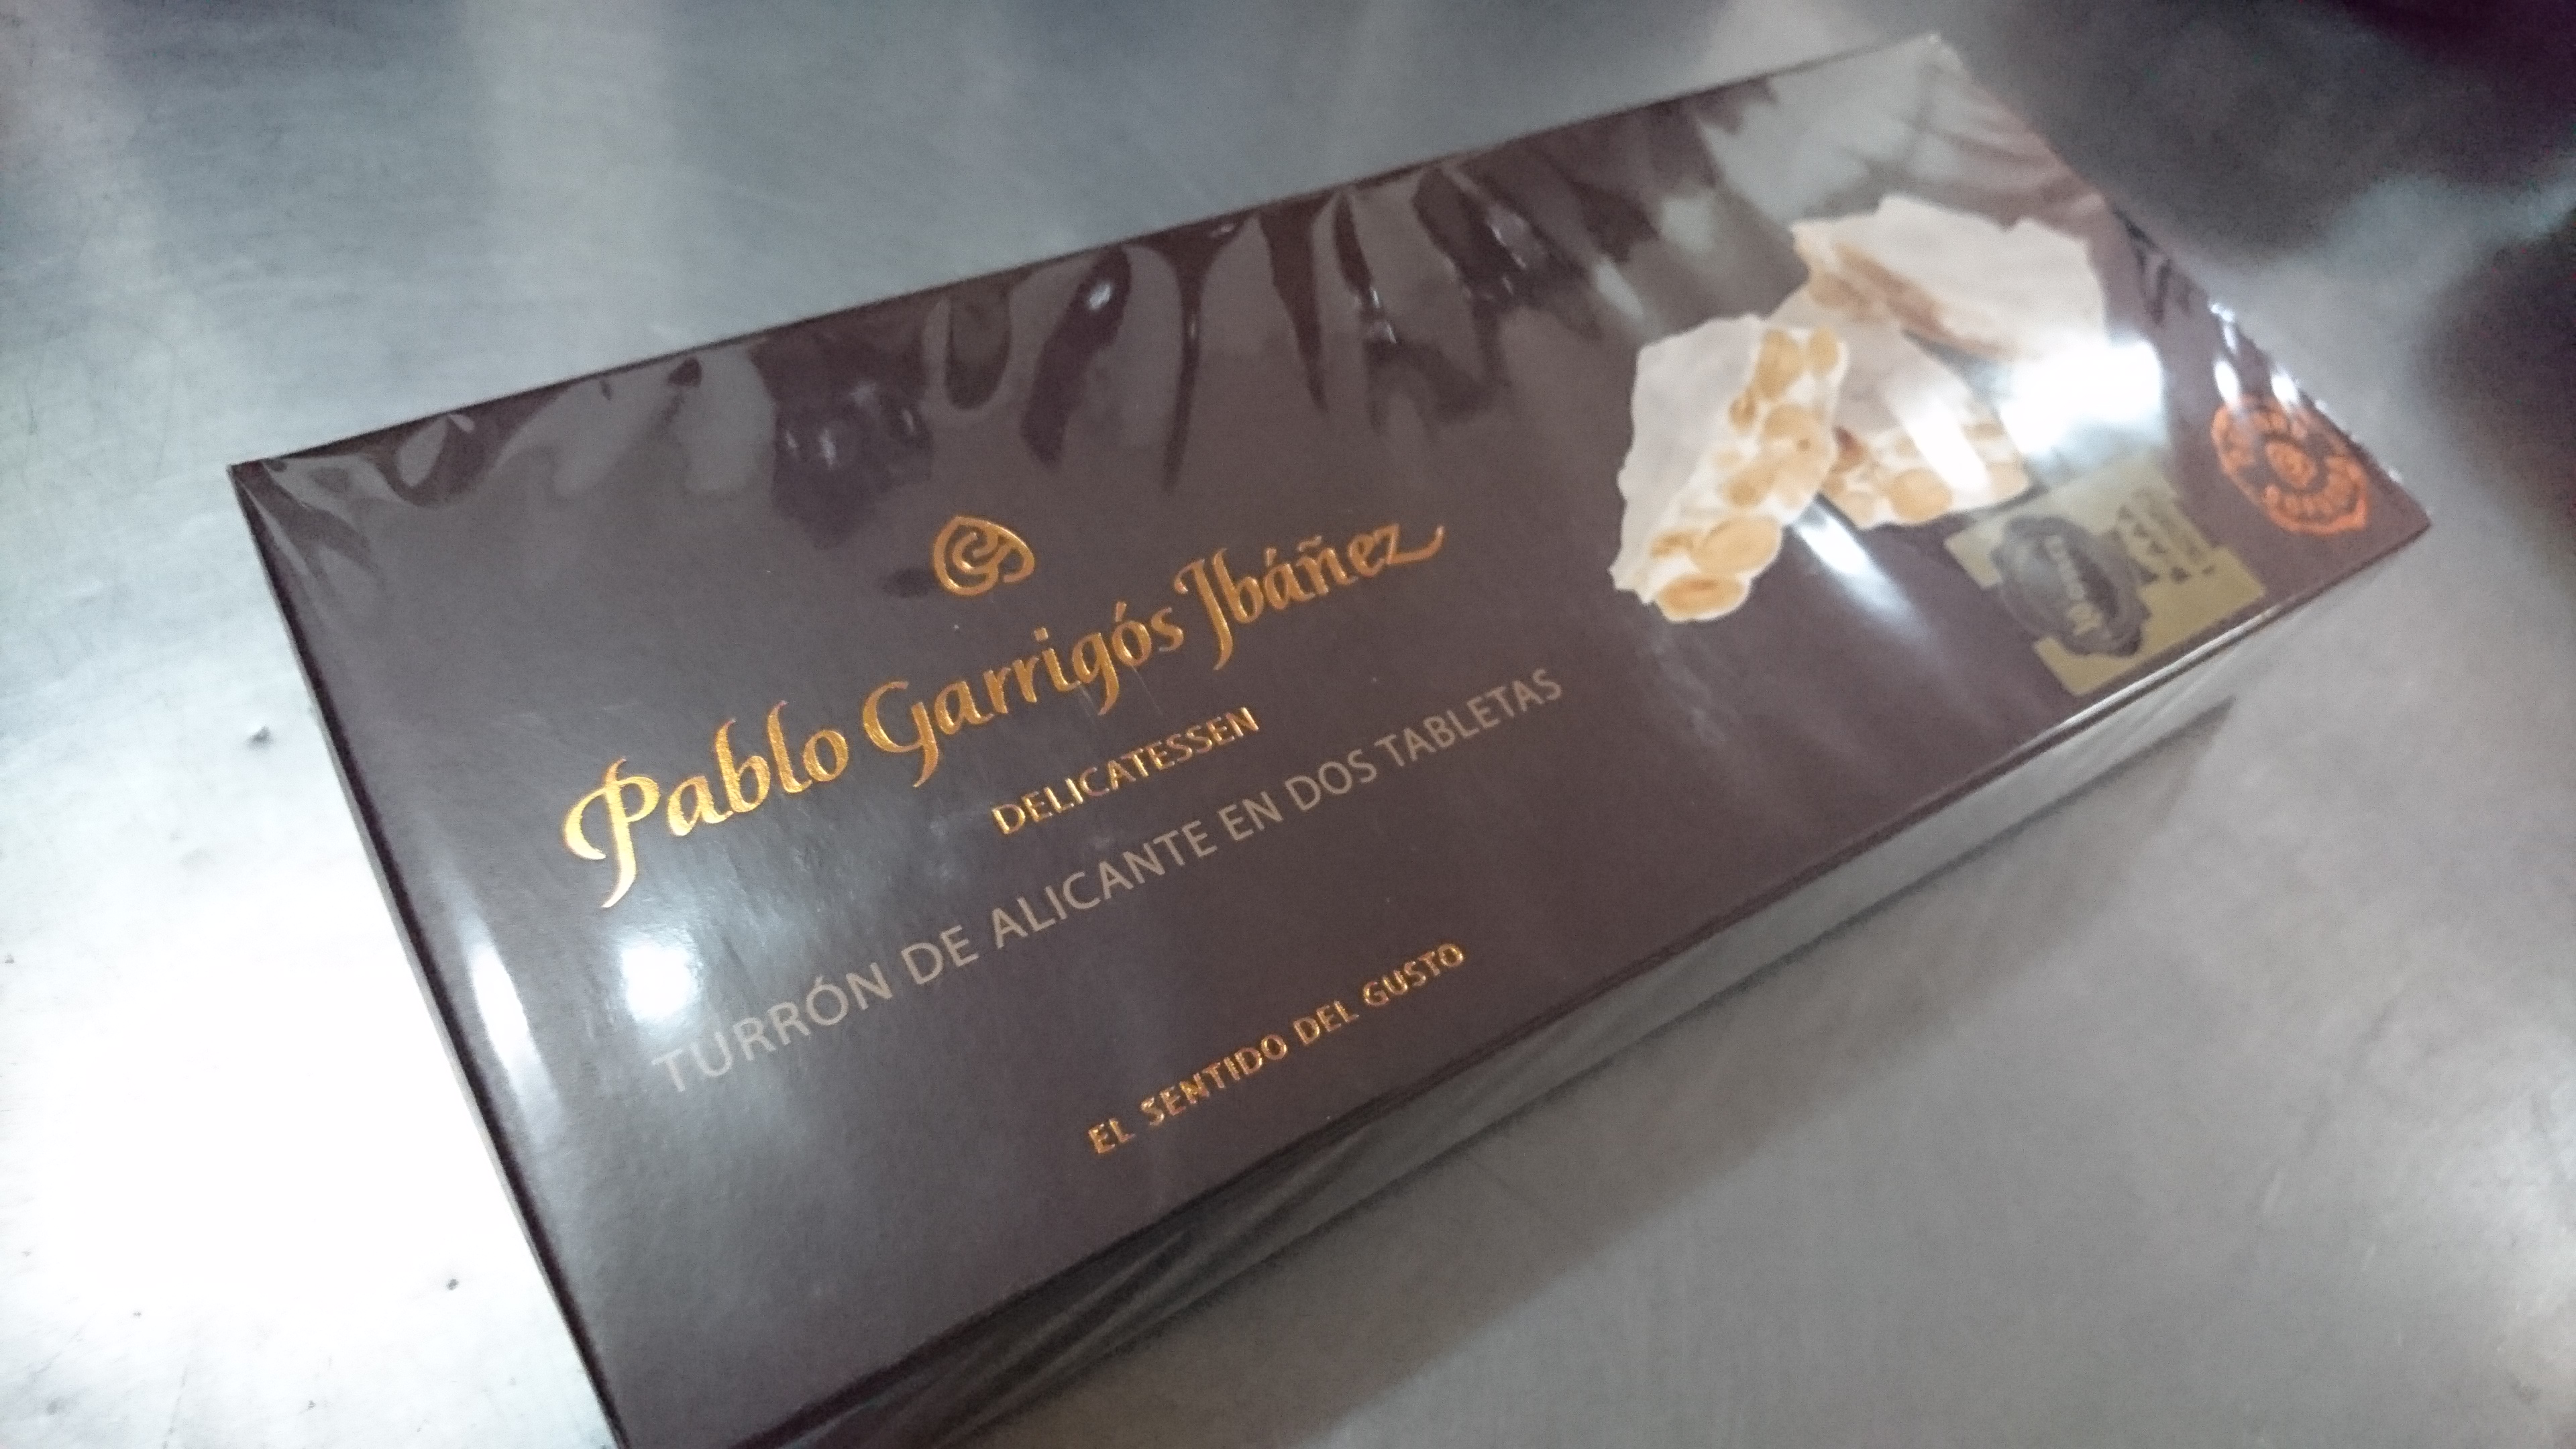 Pablo Garrigós Ibáñez
DELICATESSEN
TURRÓN DE ALICANTE EN DOS TABLETAS
EL SENTIDO DEL GUSTO